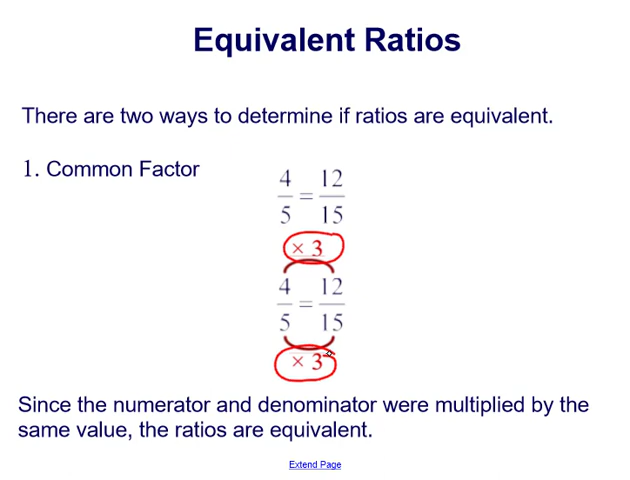 Equivalent Ratios
There are two ways to determine if ratios are equivalent.
1. Common Factor
4/5 = 12/15
× 3
4/5 = 12/15
× 3
Since the numerator and denominator were multiplied by the
same value, the ratios are equivalent.
Extend Page